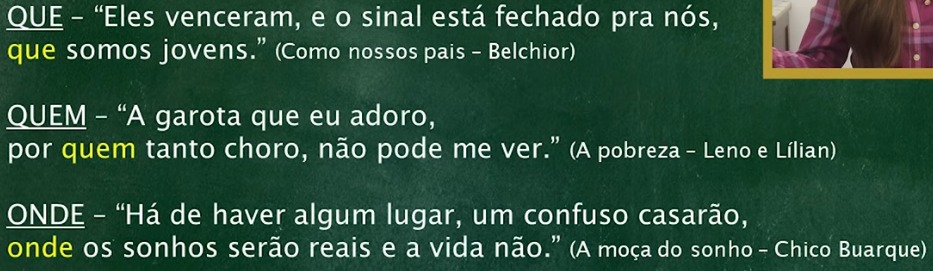 QUE – “Eles venceram, e o sinal está fechado pra nós,
que somos jovens.” (Como nossos pais – Belchior)
QUEM – “A garota que eu adoro,
por quem tanto choro, não pode me ver.” (A pobreza – Leno e Lílian)
ONDE – “Há de haver algum lugar, um confuso casarão,
onde os sonhos serão reais e a vida não.” (A moça do sonho – Chico Buarque)